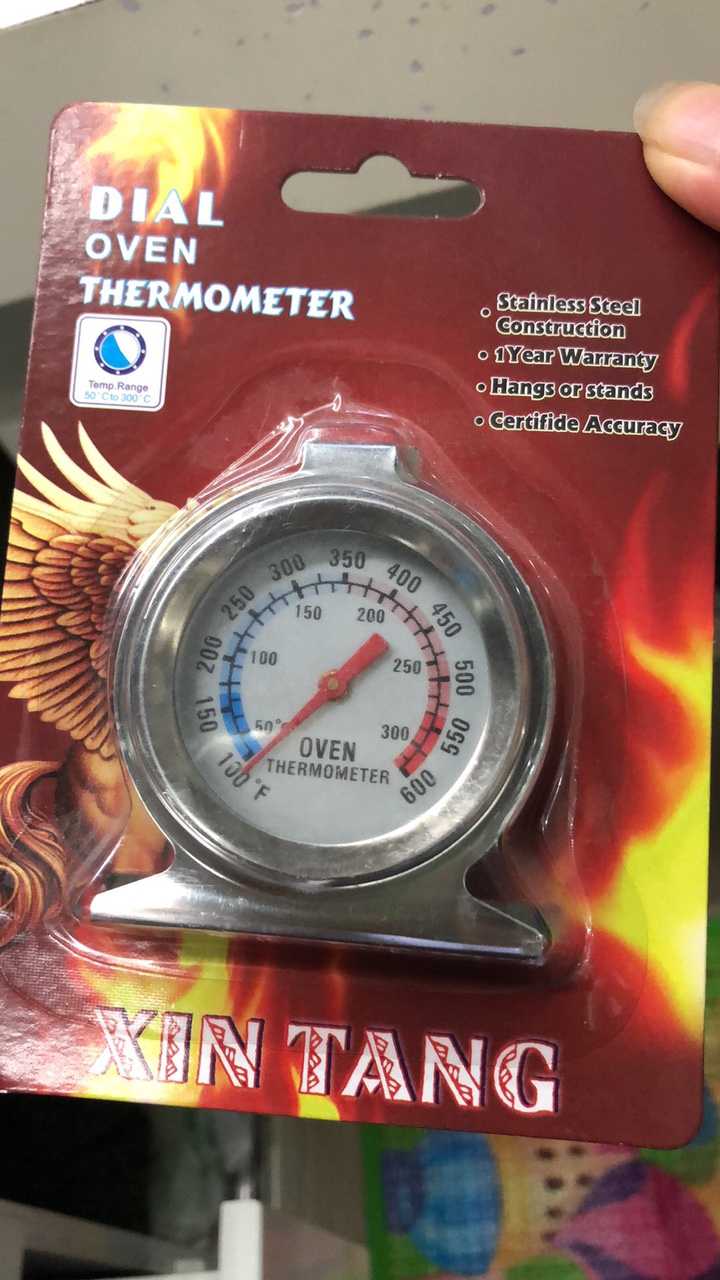 DIAL
OVEN
THERMOMETER
Temp.Range
50°C to 300°C
• Stainless Steel
Construction
• 1Year Warranty
• Hangs or stands
• Certifide Accuracy
100°F
150
200
250
300
350
400
450
500
550
600
50°C
100
150
200
250
300
OVEN
THERMOMETER
XIN TANG